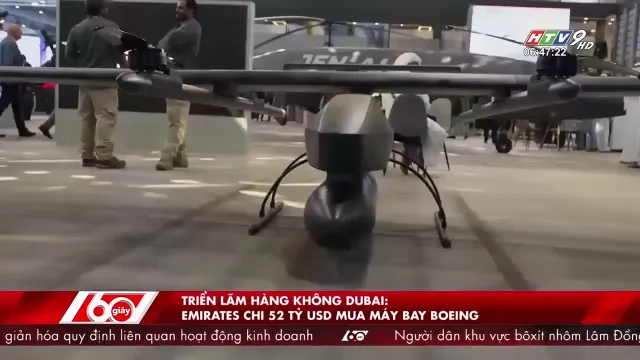 HTV9 HD
06:47:22
60 giây
TRIỂN LÃM HÀNG KHÔNG DUBAI:
EMIRATES CHI 52 TỶ USD MUA MÁY BAY BOEING
giản hóa quy định liên quan hoạt động kinh doanh
Người dân khu vực bôxít nhôm Lâm Đồng